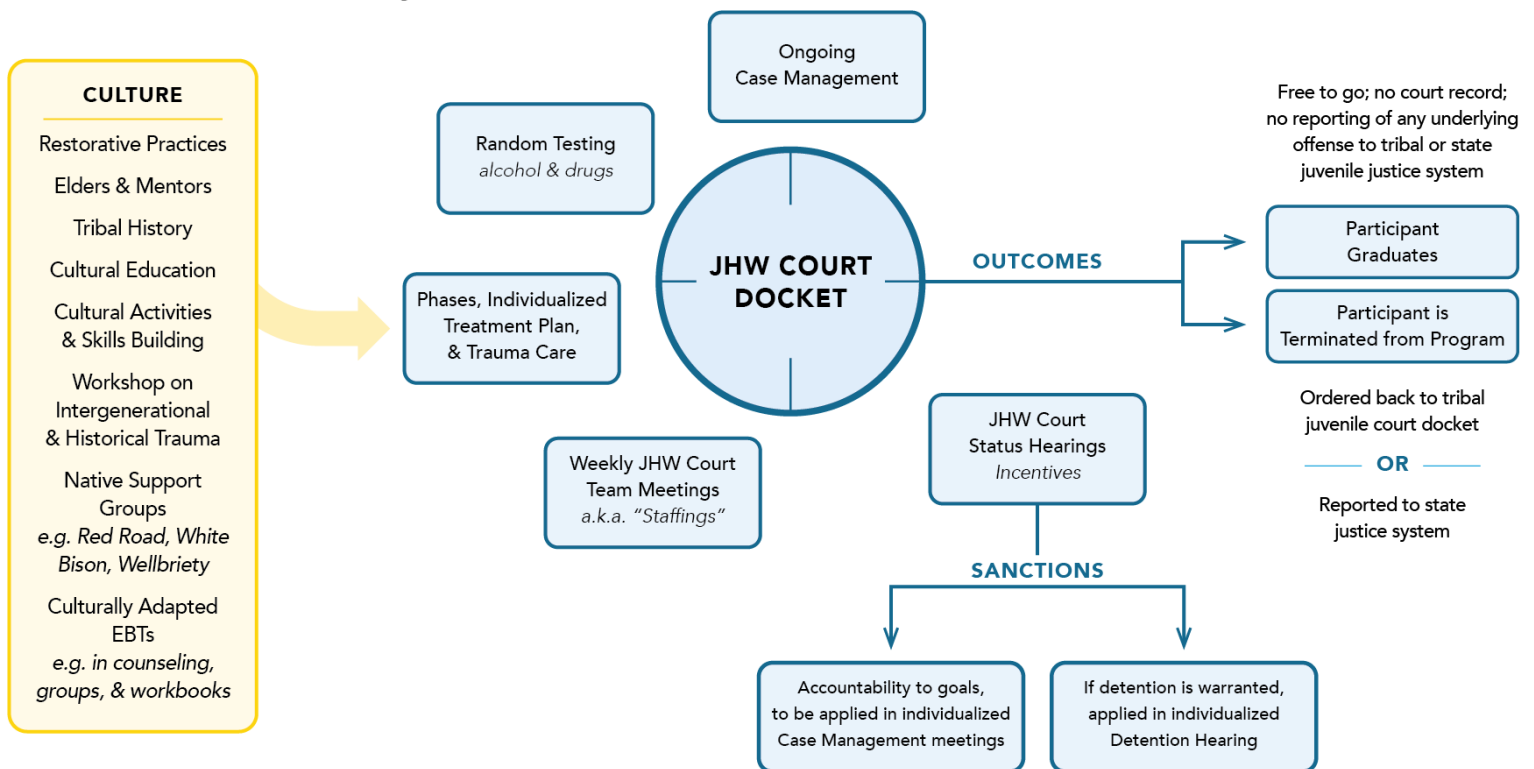 CULTURE
Restorative Practices
Elders & Mentors
Tribal History
Cultural Education
Cultural Activities
& Skills Building
Workshop on
Intergenerational
& Historical Trauma
Native Support
Groups
e.g. Red Road, White
Bison, Wellbriety
Culturally Adapted
EBTs
e.g. in counseling,
groups, & workbooks
Ongoing
Case Management
Random Testing
alcohol & drugs
Phases, Individualized
Treatment Plan,
& Trauma Care
Weekly JHW Court
Team Meetings
a.k.a. “Staffings”
JHW COURT
DOCKET
JHW Court
Status Hearings
Incentives
SANCTIONS
Accountability to goals,
to be applied in individualized
Case Management meetings
If detention is warranted,
applied in individualized
Detention Hearing
OUTCOMES
Free to go; no court record;
no reporting of any underlying
offense to tribal or state
juvenile justice system
Participant
Graduates
Participant is
Terminated from Program
Ordered back to tribal
juvenile court docket
OR
Reported to state
justice system